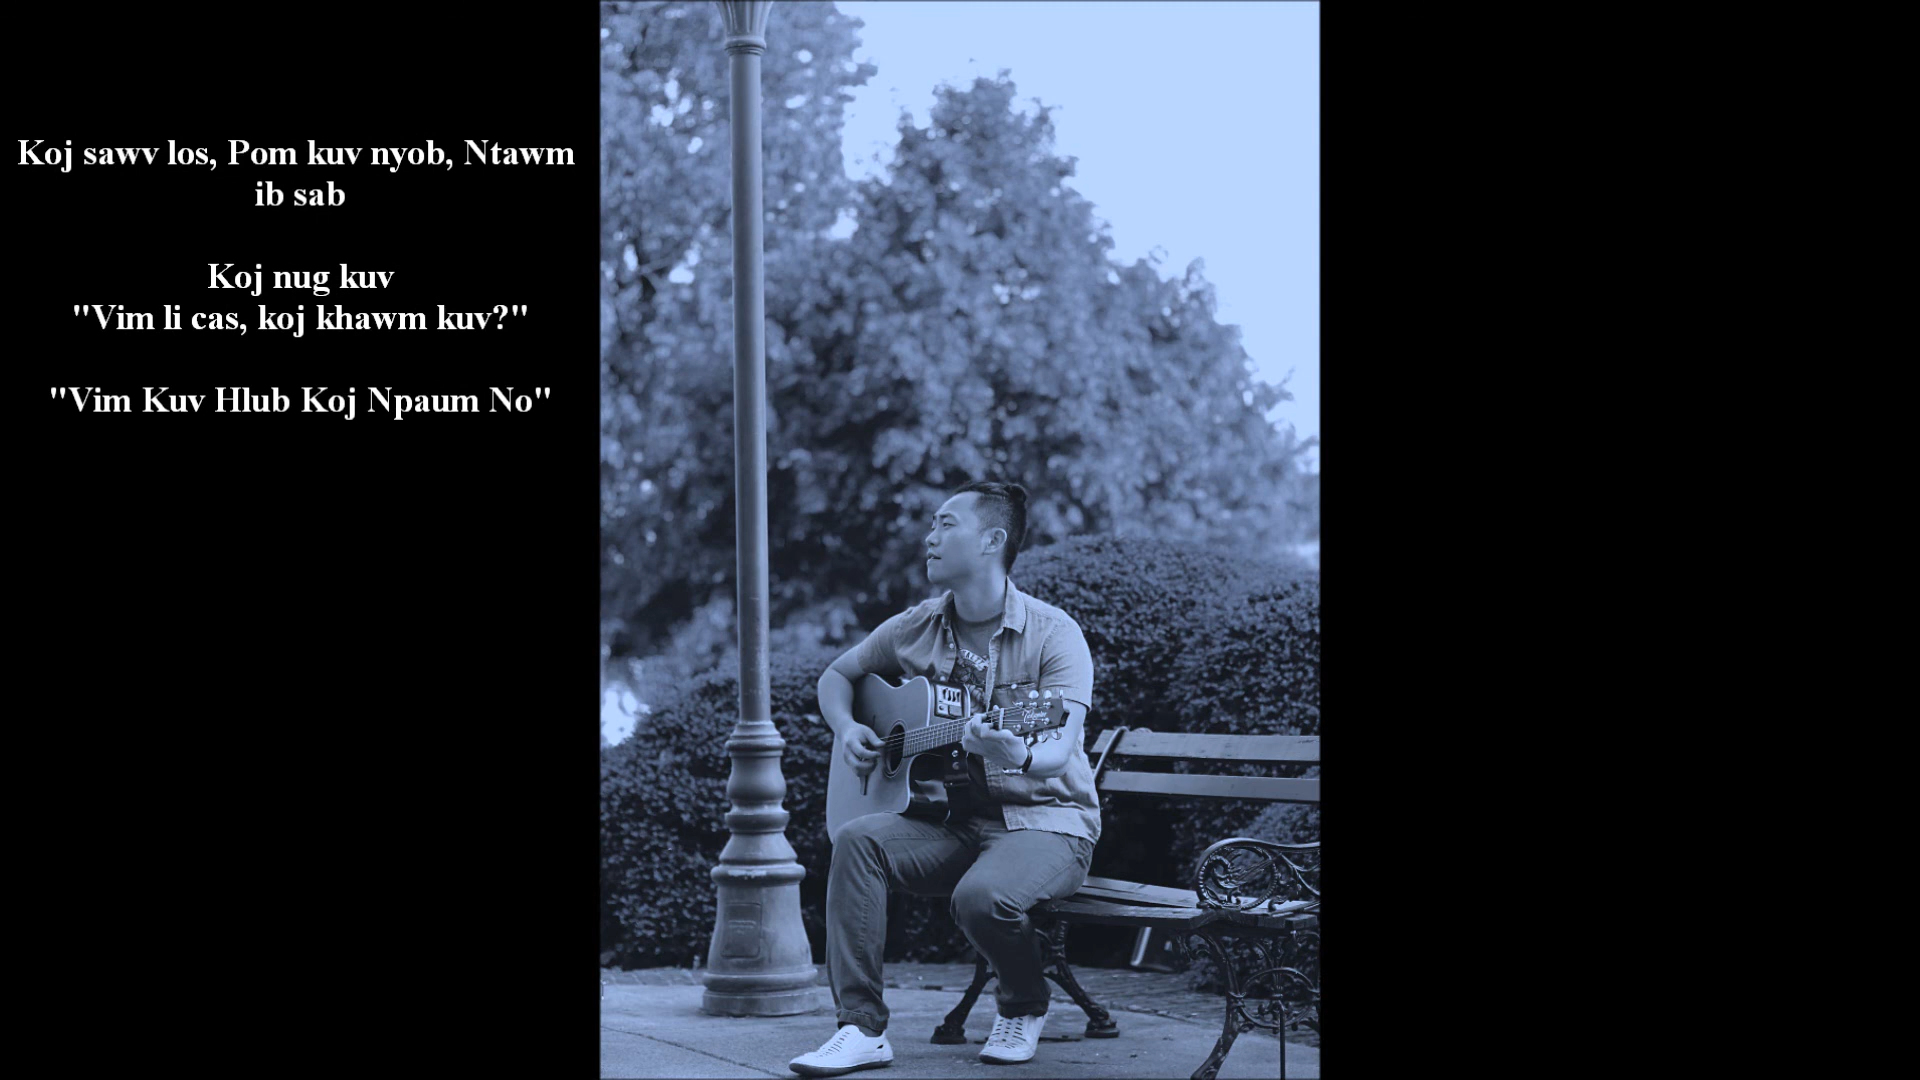 Koj sawv los, Pom kuv nyob, Ntawm
ib sab
Koj nug kuv
"Vim li cas, koj khawm kuv?"
"Vim Kuv Hlub Koj Npaum No"